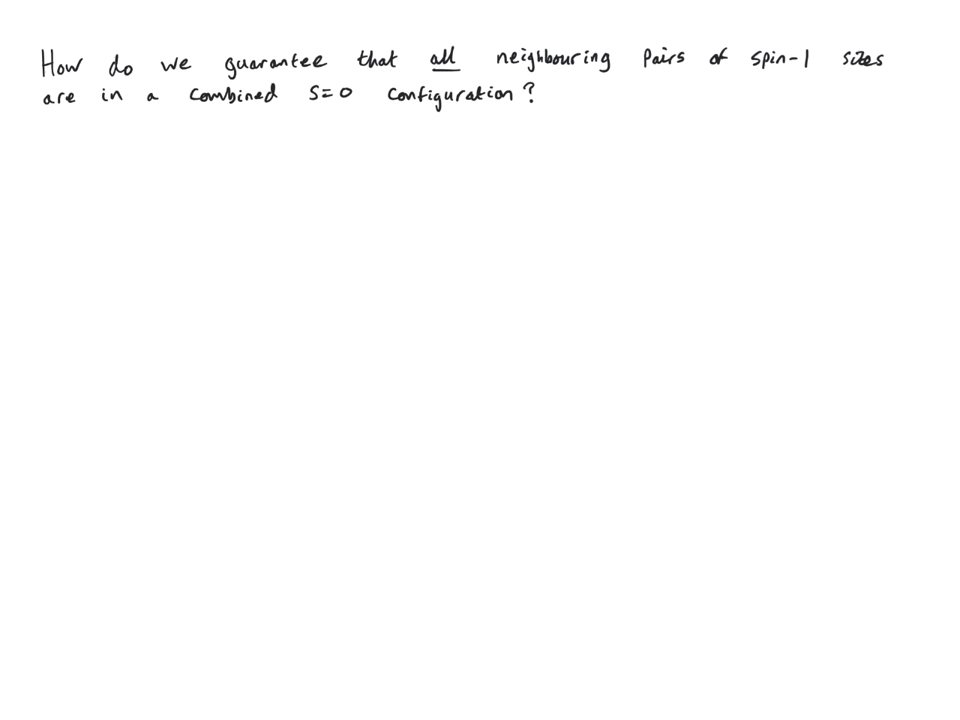 How do we guarantee that all neighbouring pairs of spin-1 sites
are in a combined S=0 configuration?